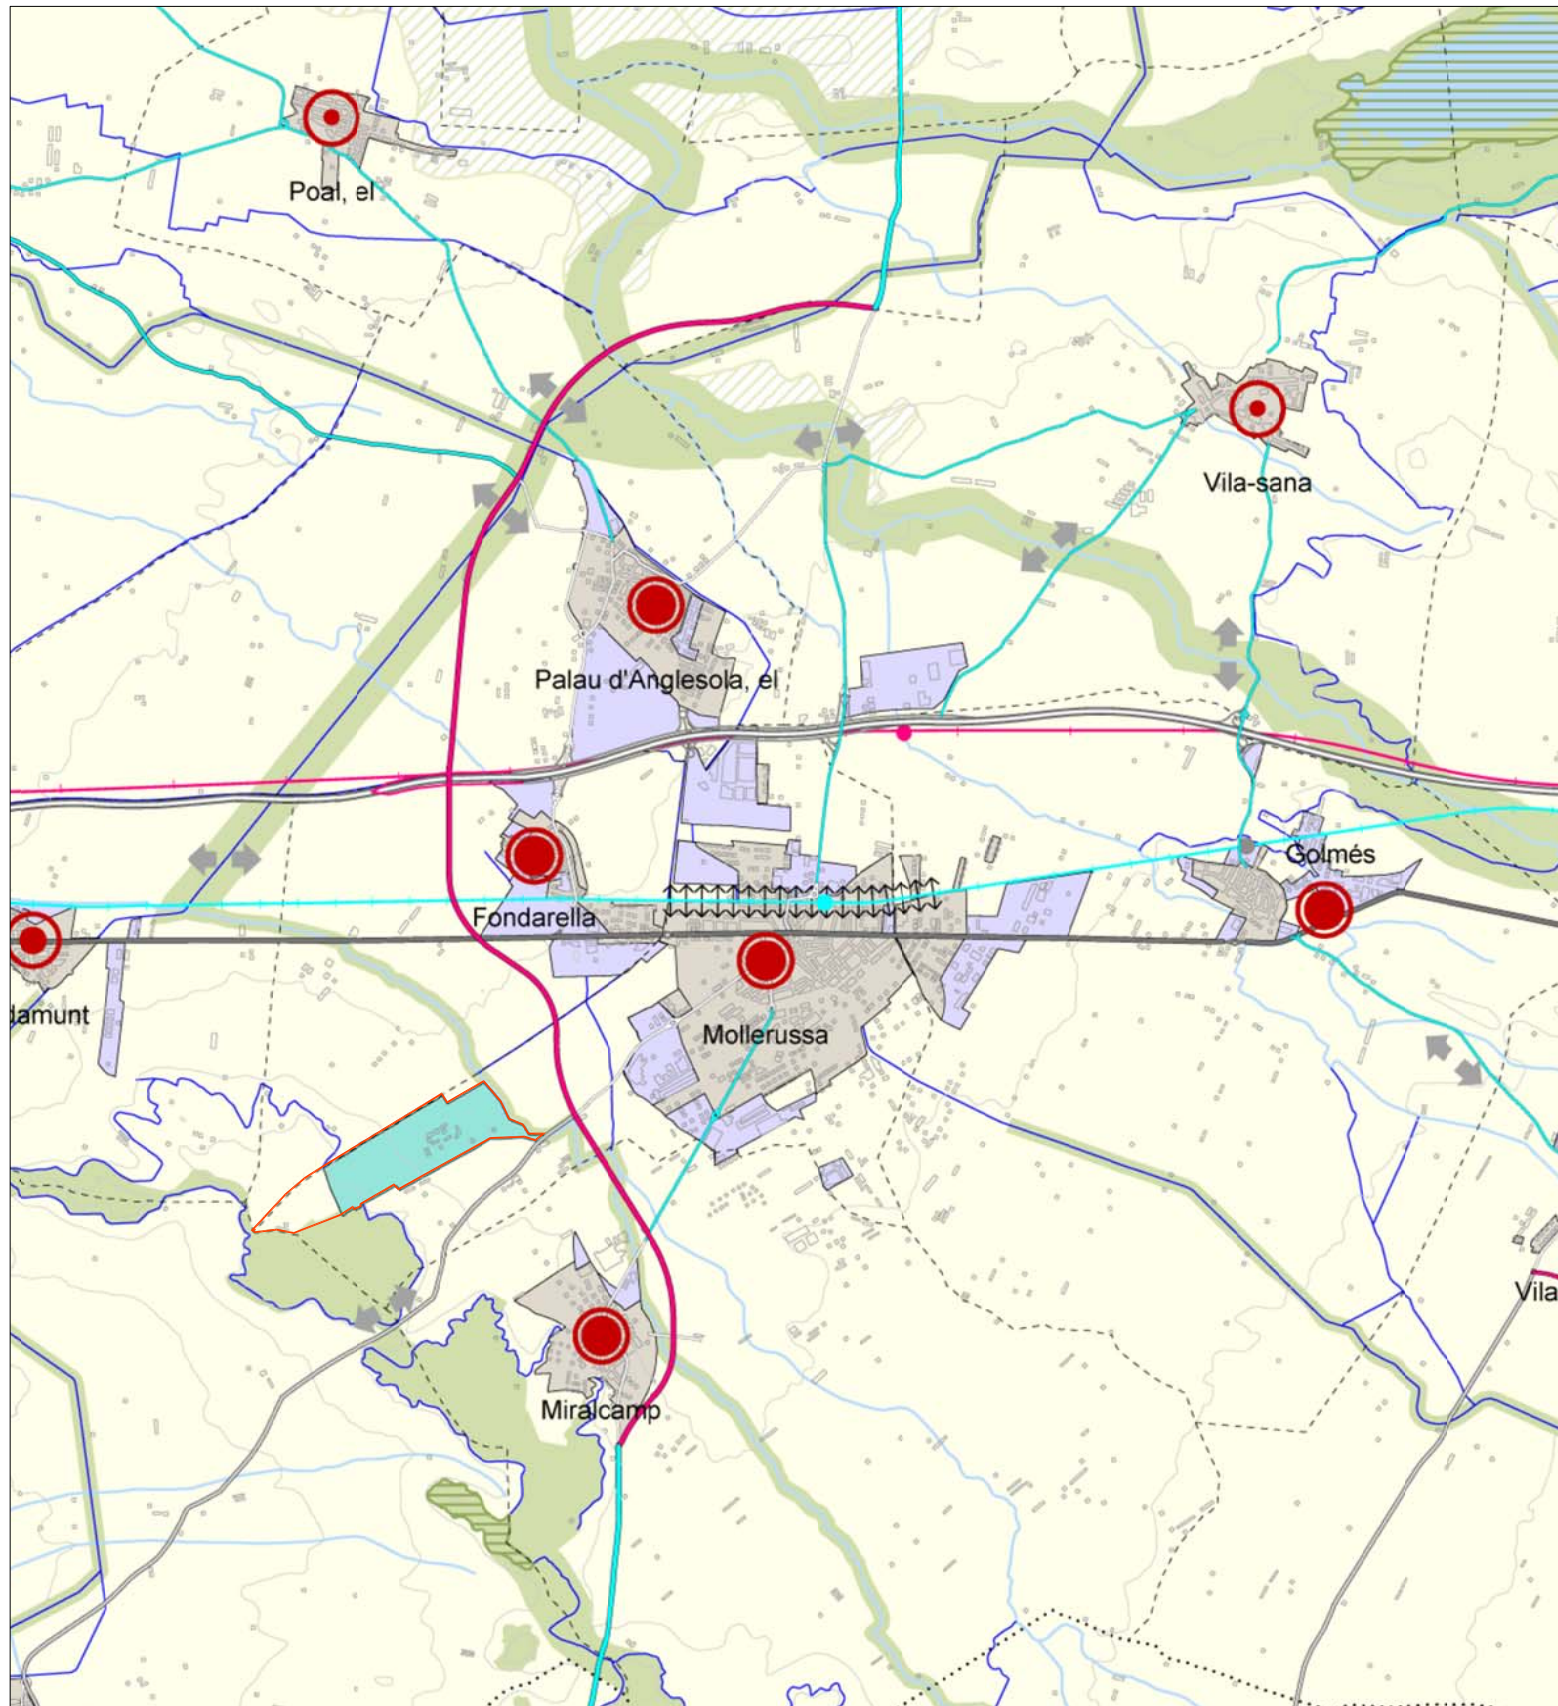 Poal, el
Vila-sana
Palau d'Anglesola, el
Golmés
Fondarella
damunt
Mollerussa
Vila
Miralcamp